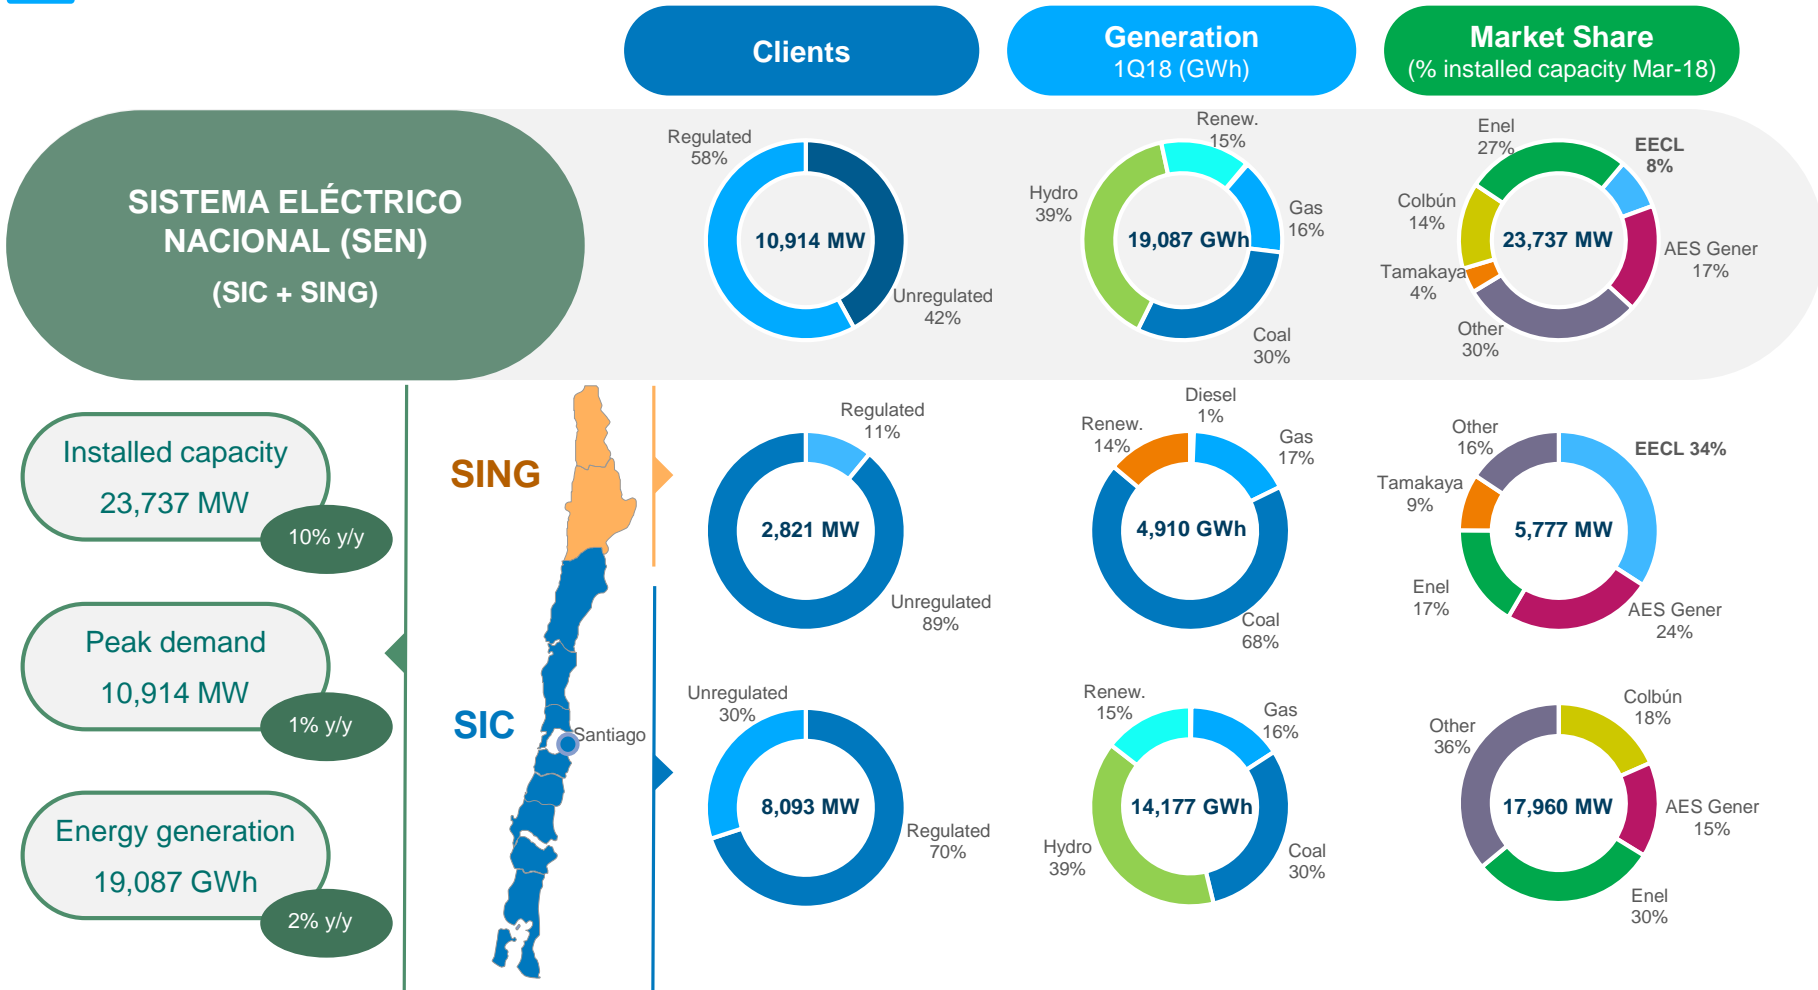 Clients
Generation
1Q18 (GWh)
Market Share
(% installed capacity Mar-18)
SISTEMA ELÉCTRICO
NACIONAL (SEN)
(SIC + SING)
Regulated
58%
10,914 MW
Unregulated
42%
Renew.
15%
Hydro
39%
Gas
16%
19,087 GWh
Coal
30%
Enel
27%
EECL
8%
Colbún
14%
23,737 MW
AES Gener
17%
Tamakaya
4%
Other
30%
Installed capacity
23,737 MW
10% y/y
Peak demand
10,914 MW
1% y/y
Energy generation
19,087 GWh
2% y/y
SING
SIC
Santiago
Regulated
11%
2,821 MW
Unregulated
89%
Diesel
1%
Renew.
14%
Gas
17%
4,910 GWh
Coal
68%
Other
16%
EECL 34%
Tamakaya
9%
5,777 MW
Enel
17%
AES Gener
24%
Unregulated
30%
8,093 MW
Regulated
70%
Renew.
15%
Gas
16%
14,177 GWh
Hydro
39%
Coal
30%
Colbún
18%
Other
36%
17,960 MW
AES Gener
15%
Enel
30%